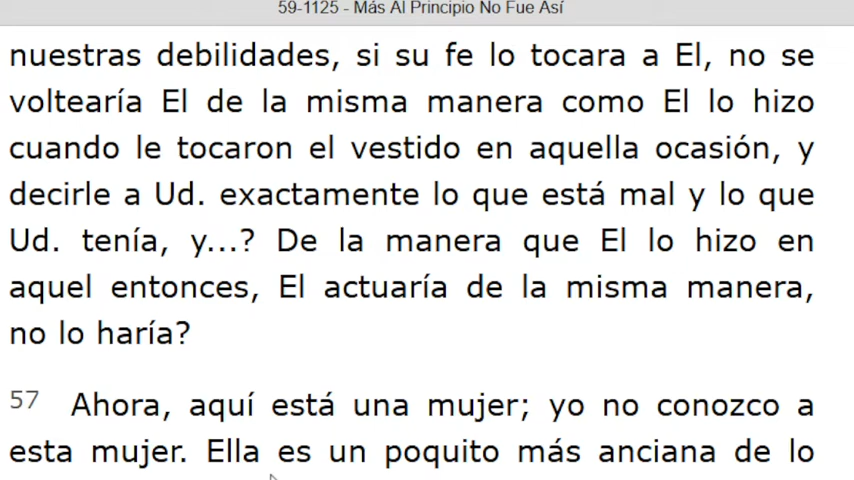 59-1125 - Más Al Principio No Fue Así
nuestras debilidades, si su fe lo tocara a El, no se
voltearía El de la misma manera como El lo hizo
cuando le tocaron el vestido en aquella ocasión, y
decirle a Ud. exactamente lo que está mal y lo que
Ud. tenía, y...? De la manera que El lo hizo en
aquel entonces, El actuaría de la misma manera,
no lo haría?
57 Ahora, aquí está una mujer; yo no conozco a
esta mujer. Ella es un poquito más anciana de lo